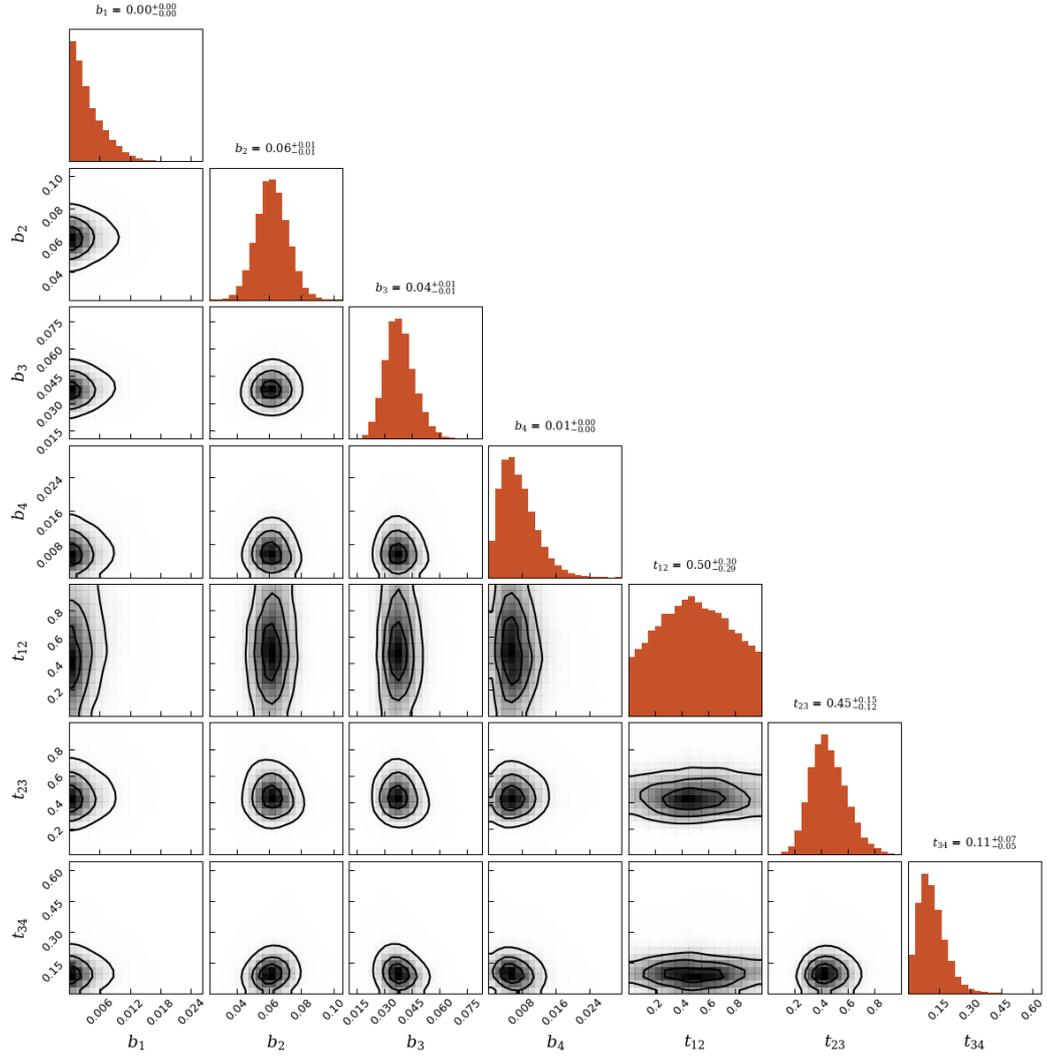 b₁ = 0.00⁺⁰·⁰⁰₋₀.₀₀
b₂ = 0.06⁺⁰·⁰¹₋₀.₀₁
0.10
0.08
0.06
0.04
b₂
b₃ = 0.04⁺⁰·⁰¹₋₀.₀₁
0.075
0.060
0.045
0.030
0.015
b₃
b₄ = 0.01⁺⁰·⁰⁰₋₀.₀₀
0.024
0.016
0.008
b₄
t₁₂ = 0.50⁺⁰·³⁰₋₀.₂₉
0.8
0.6
0.4
0.2
t₁₂
t₂₃ = 0.45⁺⁰·¹⁵₋₀.₁₂
0.8
0.6
0.4
0.2
t₂₃
t₃₄ = 0.11⁺⁰·⁰⁷₋₀.₀₅
0.60
0.45
0.30
0.15
t₃₄
0.006 0.012 0.018 0.024 0.04 0.06 0.08 0.10 0.015 0.030 0.045 0.060 0.075 0.008 0.016 0.024 0.2 0.4 0.6 0.8 0.2 0.4 0.6 0.8 0.15 0.30 0.45 0.60
b₁ b₂ b₃ b₄ t₁₂ t₂₃ t₃₄